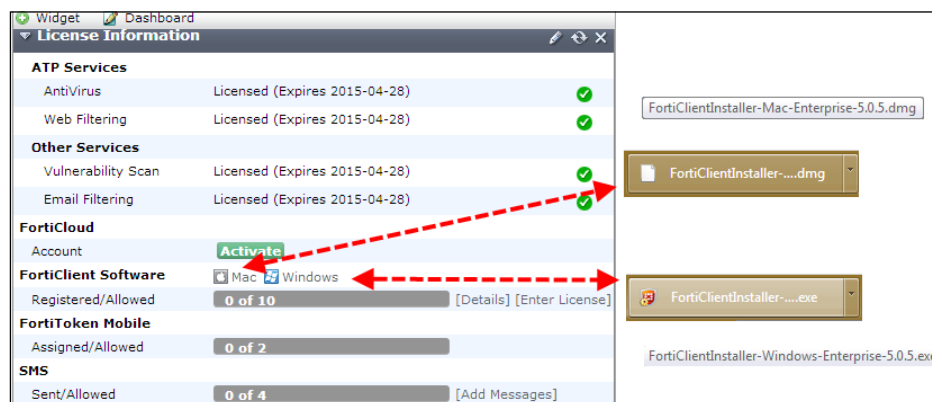 Widget Dashboard
License Information
ATP Services
AntiVirus Licensed (Expires 2015-04-28)
Web Filtering Licensed (Expires 2015-04-28)
Other Services
Vulnerability Scan Licensed (Expires 2015-04-28)
Email Filtering Licensed (Expires 2015-04-28)
FortiCloud
Account Activate
FortiClient Software Mac Windows
Registered/Allowed 0 of 10 [Details] [Enter License]
FortiToken Mobile
Assigned/Allowed 0 of 2
SMS
Sent/Allowed 0 of 4 [Add Messages]
FortiClientInstaller-Mac-Enterprise-5.0.5.dmg
FortiClientInstaller-....dmg
FortiClientInstaller-....exe
FortiClientInstaller-Windows-Enterprise-5.0.5.exe